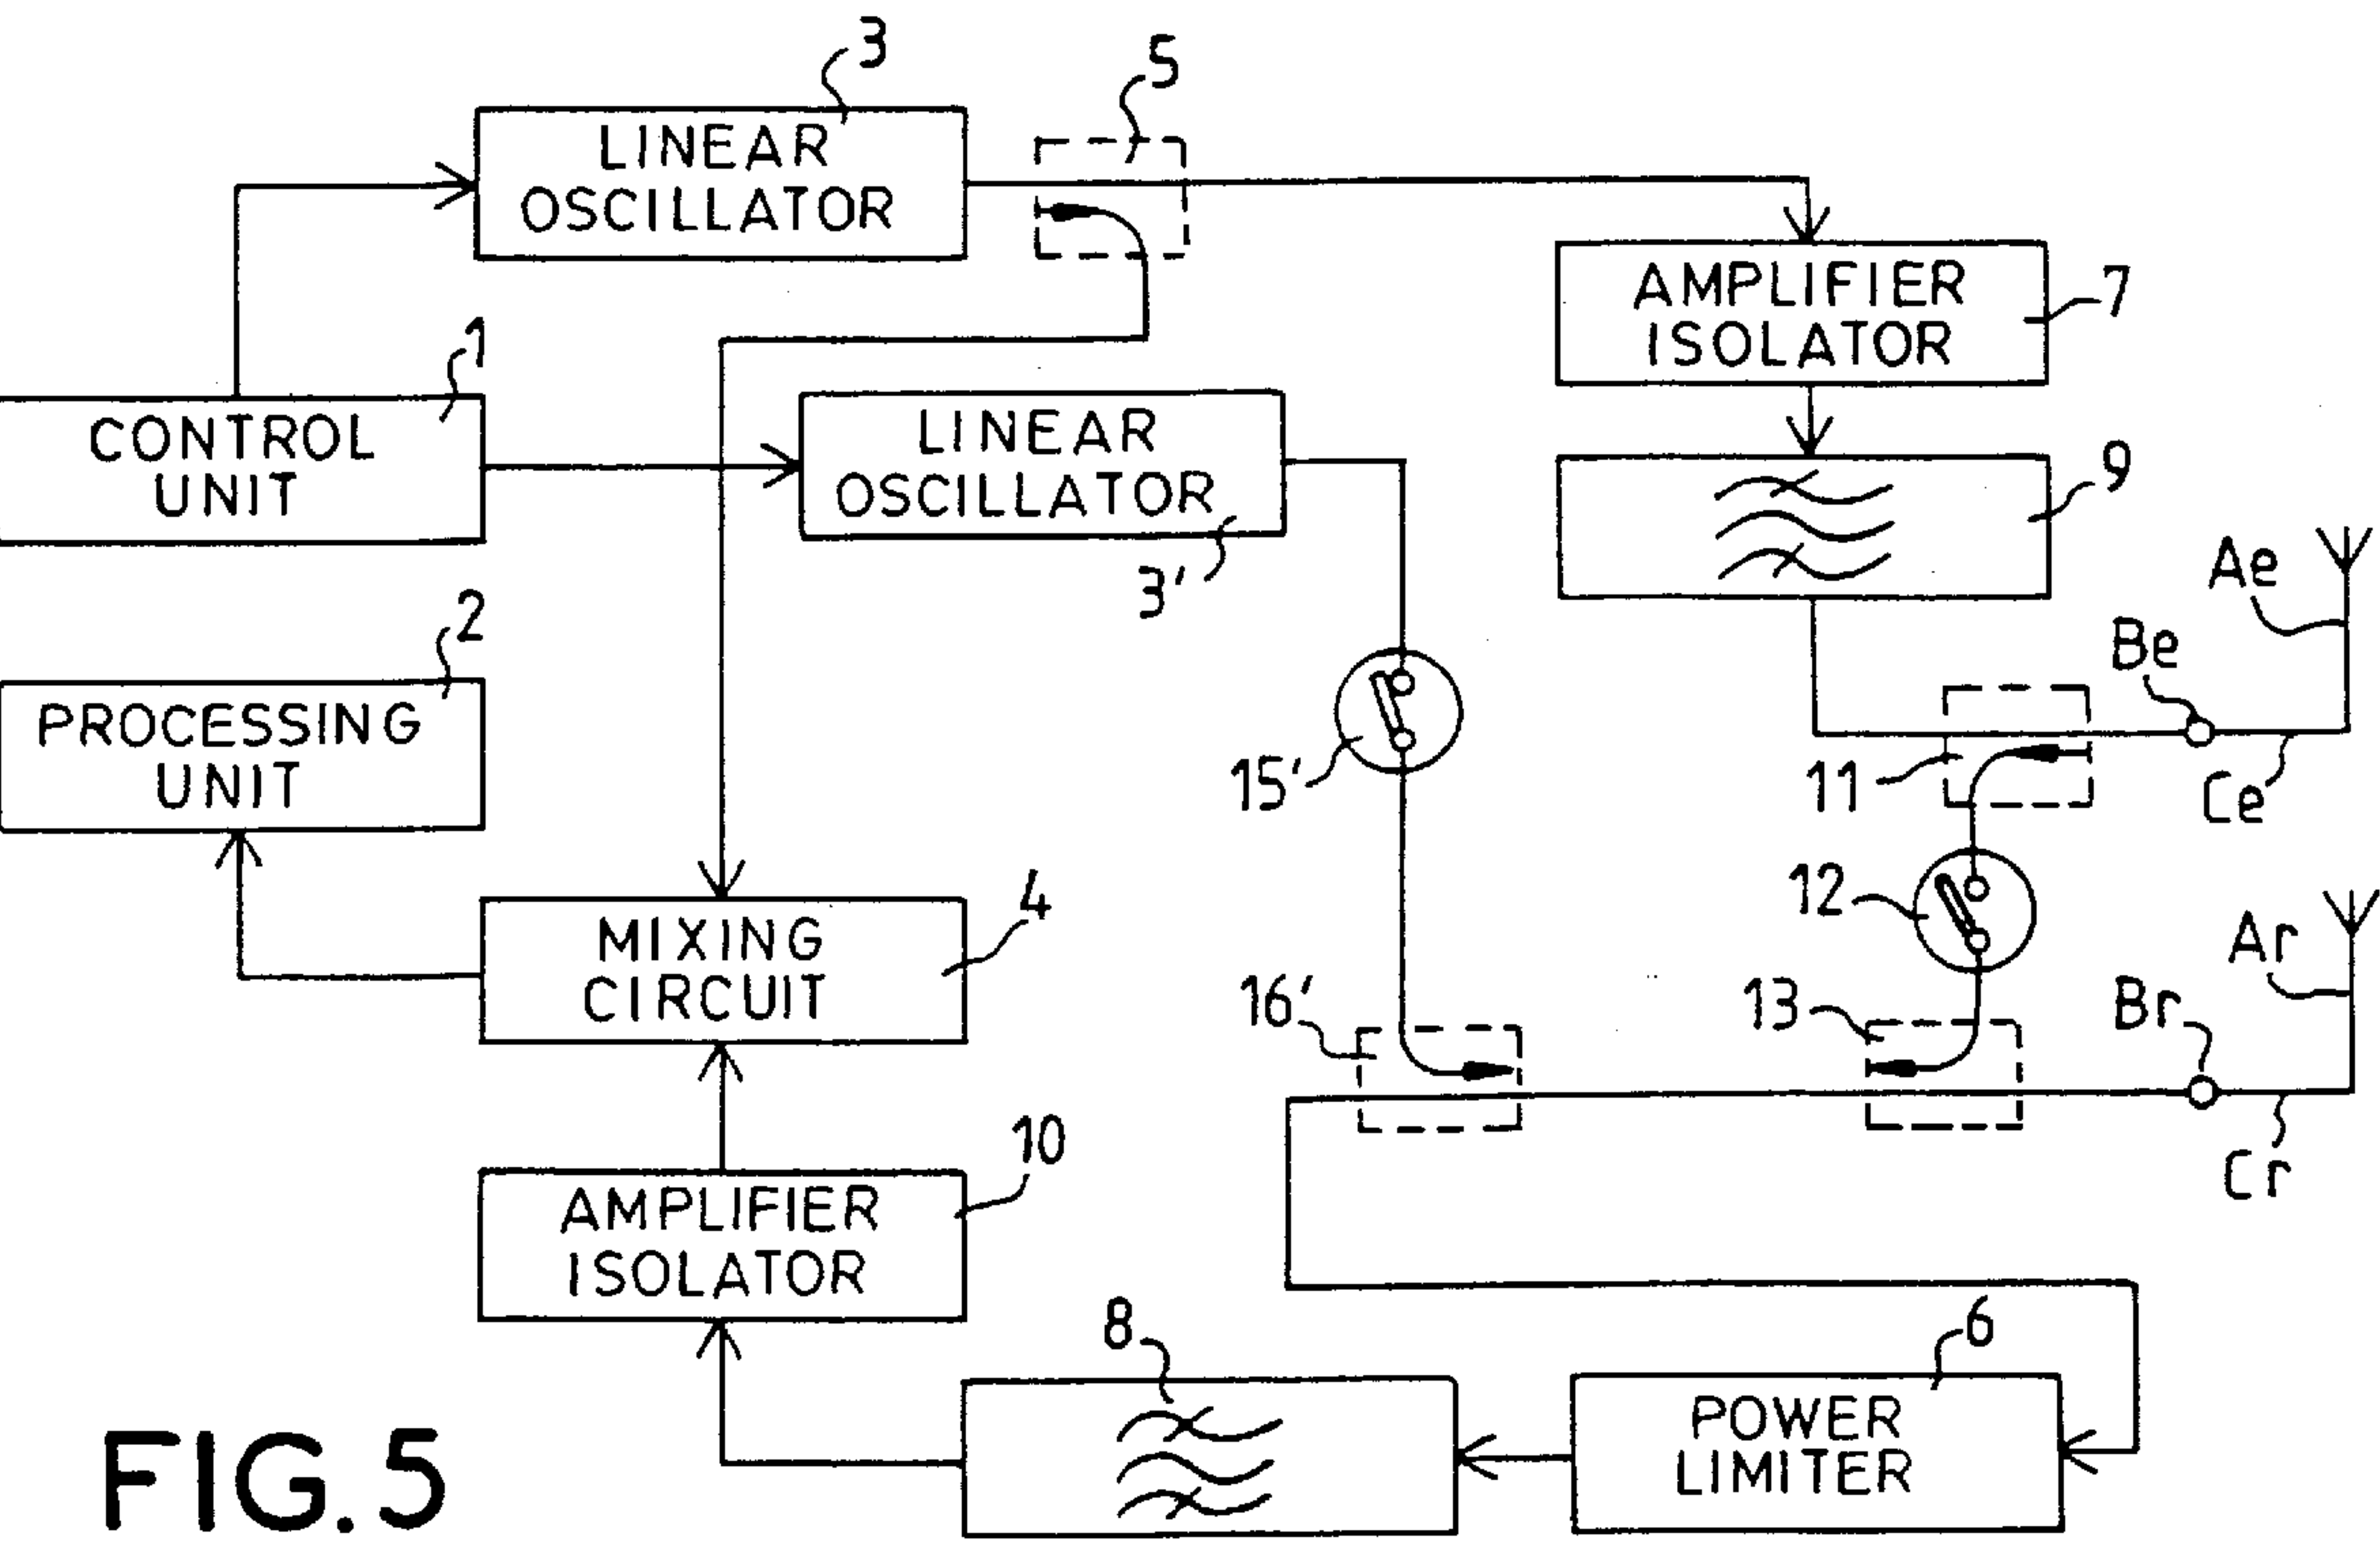 3
5
LINEAR
OSCILLATOR
AMPLIFIER
ISOLATOR
7
1
CONTROL
UNIT
LINEAR
OSCILLATOR
3'
9
2
PROCESSING
UNIT
Ae
Be
15'
11
Ce
12
4
MIXING
CIRCUIT
Ar
16'
13
Br
10
Cr
AMPLIFIER
ISOLATOR
8
6
POWER
LIMITER
FIG.5